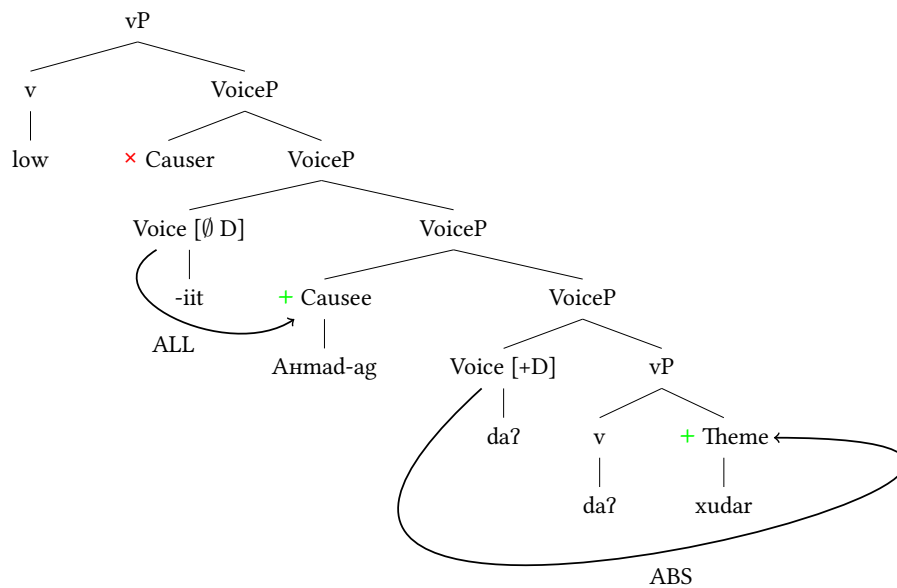 vP
v VoiceP
low × Causer VoiceP
Voice [∅ D] VoiceP
-iit + Causee VoiceP
ALL
Aʜmad-ag Voice [+D] vP
daʔ v + Theme
daʔ xudar
ABS